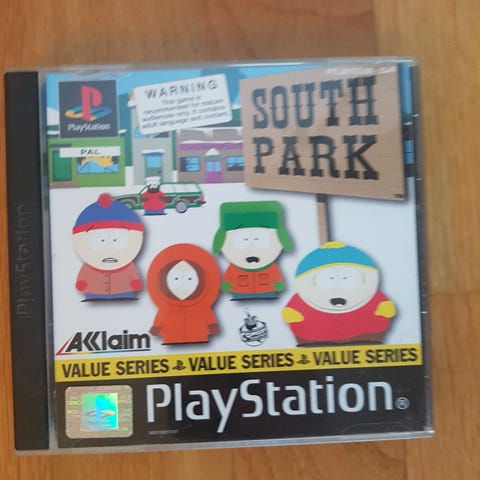 PlayStation
PAL
WARNING
This game is
recommended for mature
audiences only. It contains
adult language and content.
SOUTH
PARK
AKKlaim
VALUE SERIES VALUE SERIES VALUE SERIES
PlayStation®
PlayStation